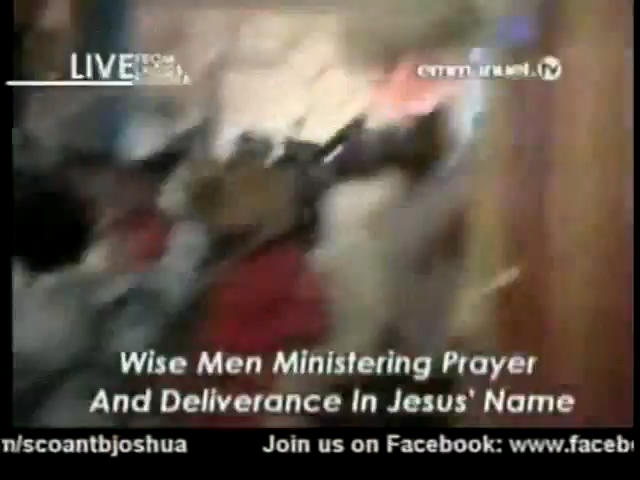 LIVE FROM
emmanuel.tv
Wise Men Ministering Prayer
And Deliverance In Jesus' Name
m/scoantbjoshua Join us on Facebook: www.faceb